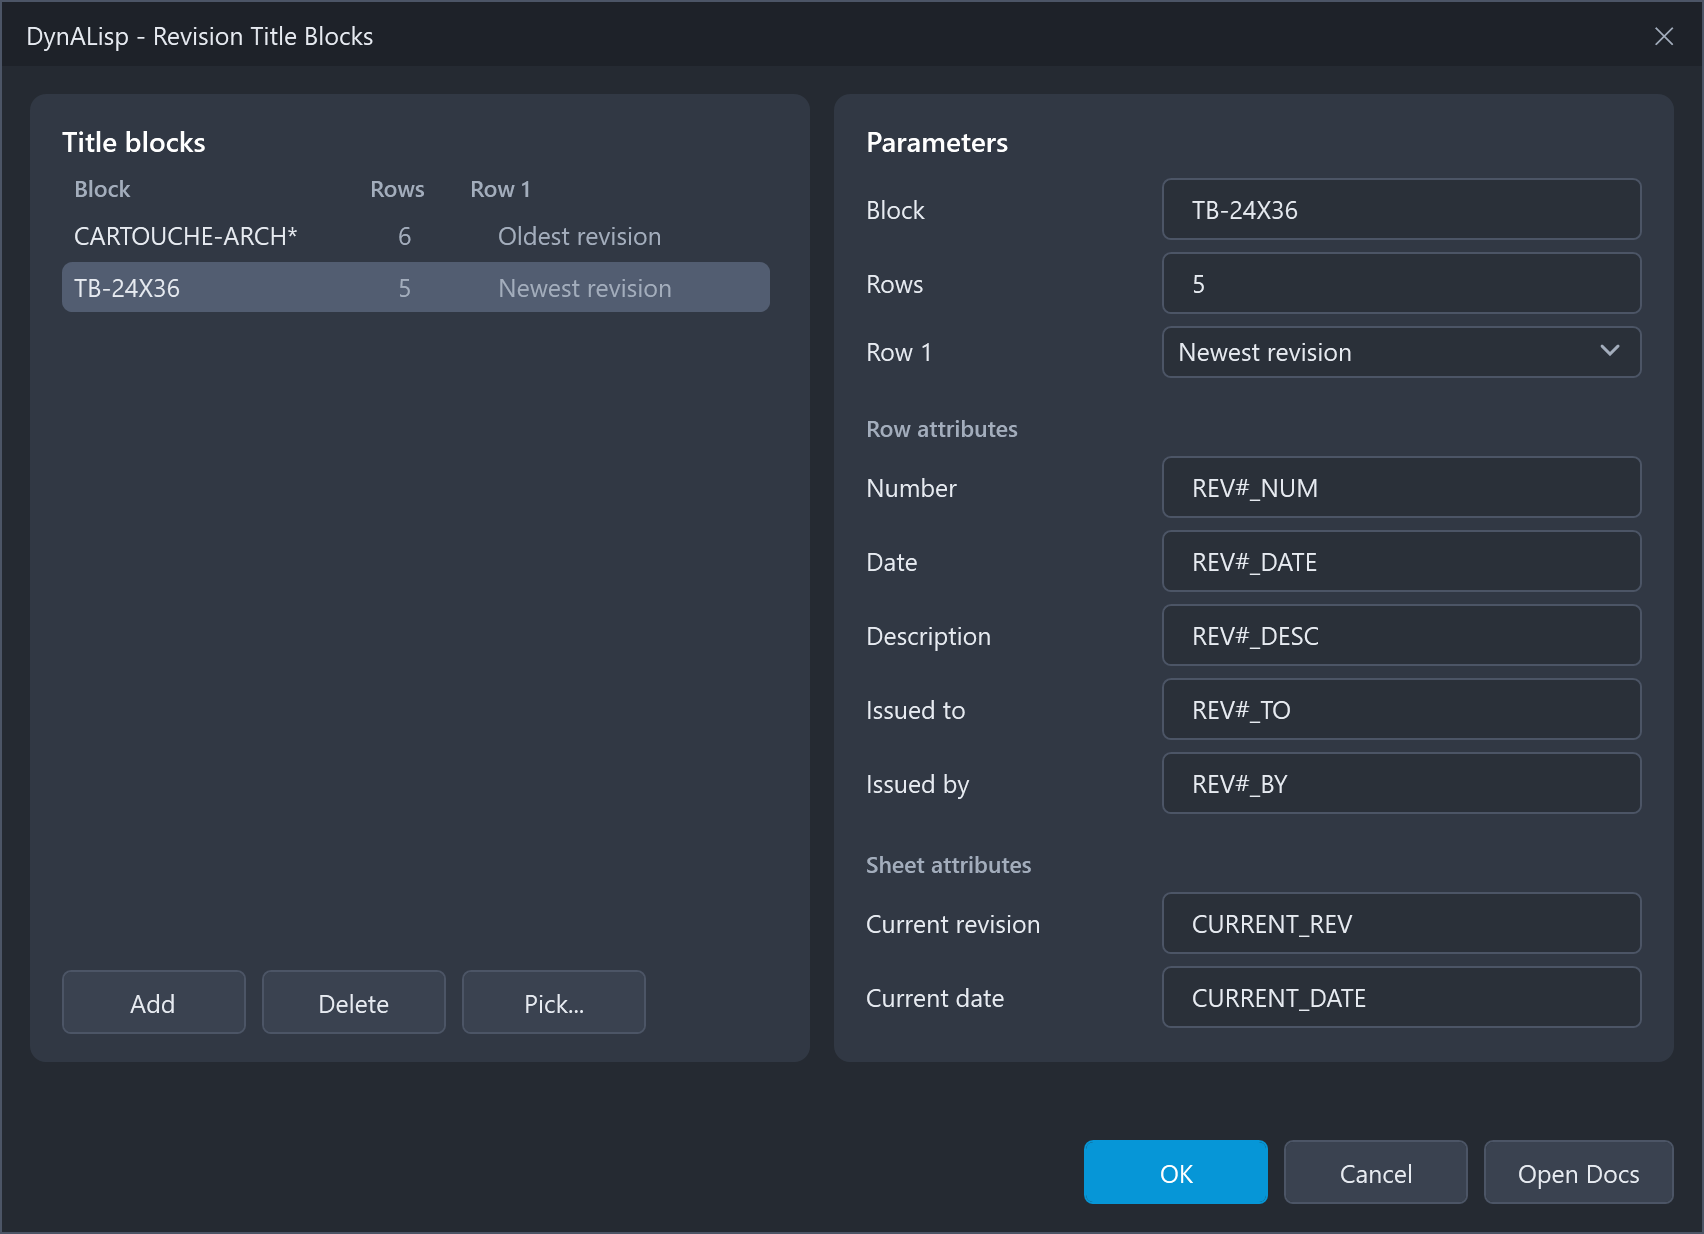 DynALisp - Revision Title Blocks
Title blocks
Block Rows Row 1
CARTOUCHE-ARCH* 6 Oldest revision
TB-24X36 5 Newest revision
Add Delete Pick...
Parameters
Block TB-24X36
Rows 5
Row 1 Newest revision
Row attributes
Number REV#_NUM
Date REV#_DATE
Description REV#_DESC
Issued to REV#_TO
Issued by REV#_BY
Sheet attributes
Current revision CURRENT_REV
Current date CURRENT_DATE
OK Cancel Open Docs